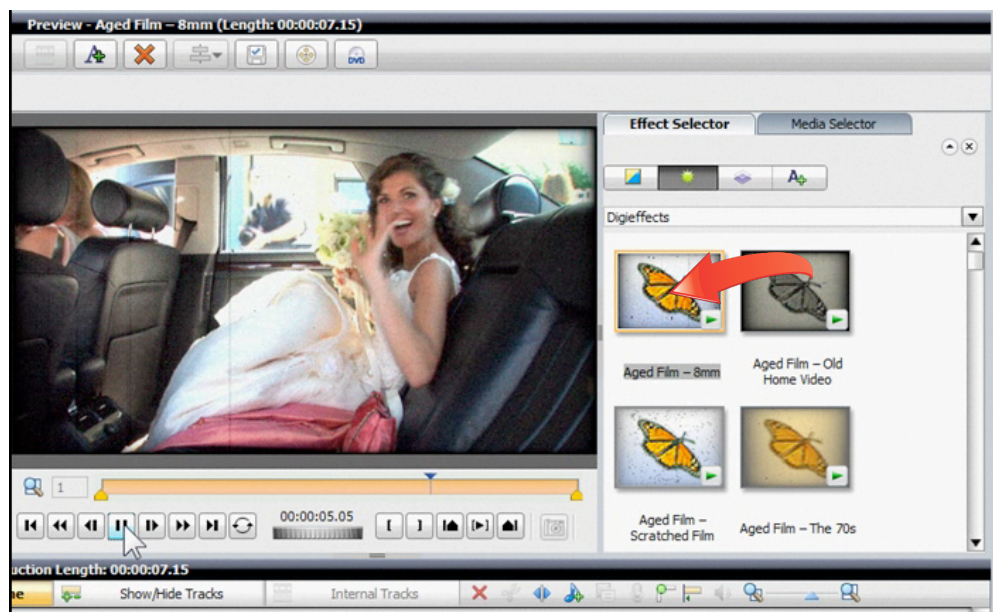 Preview - Aged Film – 8mm (Length: 00:00:07.15)
DVD
Effect Selector
Media Selector
Digieffects
Aged Film – 8mm
Aged Film – Old
Home Video
Aged Film –
Scratched Film
Aged Film – The 70s
1
00:00:05.05
uction Length: 00:00:07.15
ne
Show/Hide Tracks
Internal Tracks